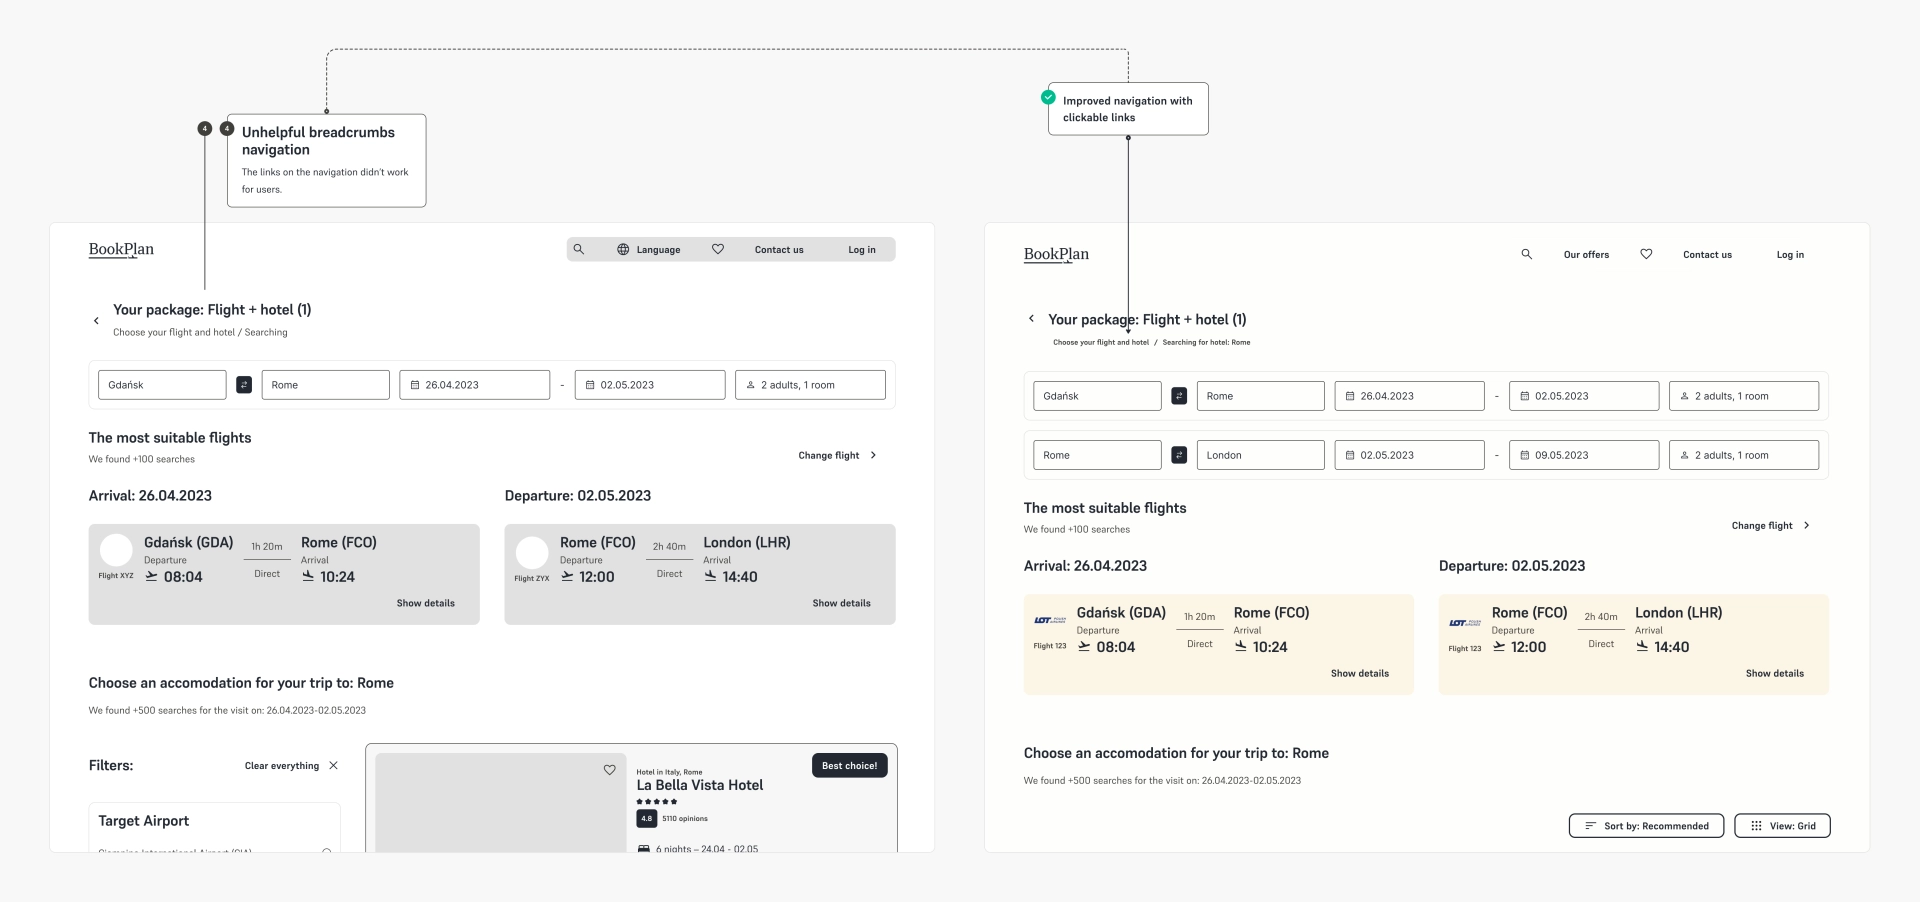 4
4
Unhelpful breadcrumbs
navigation
The links on the navigation didn't work
for users.
Improved navigation with
clickable links
BookPlan
Language
Contact us
Log in
Your package: Flight + hotel (1)
Choose your flight and hotel / Searching
Gdańsk
Rome
26.04.2023
-
02.05.2023
2 adults, 1 room
The most suitable flights
We found +100 searches
Change flight
Arrival: 26.04.2023
Departure: 02.05.2023
Flight XYZ
Gdańsk (GDA)
Departure
08:04
1h 20m
Direct
Rome (FCO)
Arrival
10:24
Show details
Flight ZYX
Rome (FCO)
Departure
12:00
2h 40m
Direct
London (LHR)
Arrival
14:40
Show details
Choose an accomodation for your trip to: Rome
We found +500 searches for the visit on: 26.04.2023-02.05.2023
Filters:
Clear everything
Target Airport
Ciampino International Airport (CIA)
Best choice!
Hotel in Italy, Rome
La Bella Vista Hotel
4.8
5110 opinions
6 nights – 24.04 - 02.05
BookPlan
Our offers
Contact us
Log in
Your package: Flight + hotel (1)
Choose your flight and hotel / Searching for hotel: Rome
Gdańsk
Rome
26.04.2023
-
02.05.2023
2 adults, 1 room
Rome
London
02.05.2023
-
09.05.2023
2 adults, 1 room
The most suitable flights
We found +100 searches
Change flight
Arrival: 26.04.2023
Departure: 02.05.2023
LOT
Flight 123
Gdańsk (GDA)
Departure
08:04
1h 20m
Direct
Rome (FCO)
Arrival
10:24
Show details
LOT
Flight 123
Rome (FCO)
Departure
12:00
2h 40m
Direct
London (LHR)
Arrival
14:40
Show details
Choose an accomodation for your trip to: Rome
We found +500 searches for the visit on: 26.04.2023-02.05.2023
Sort by: Recommended
View: Grid